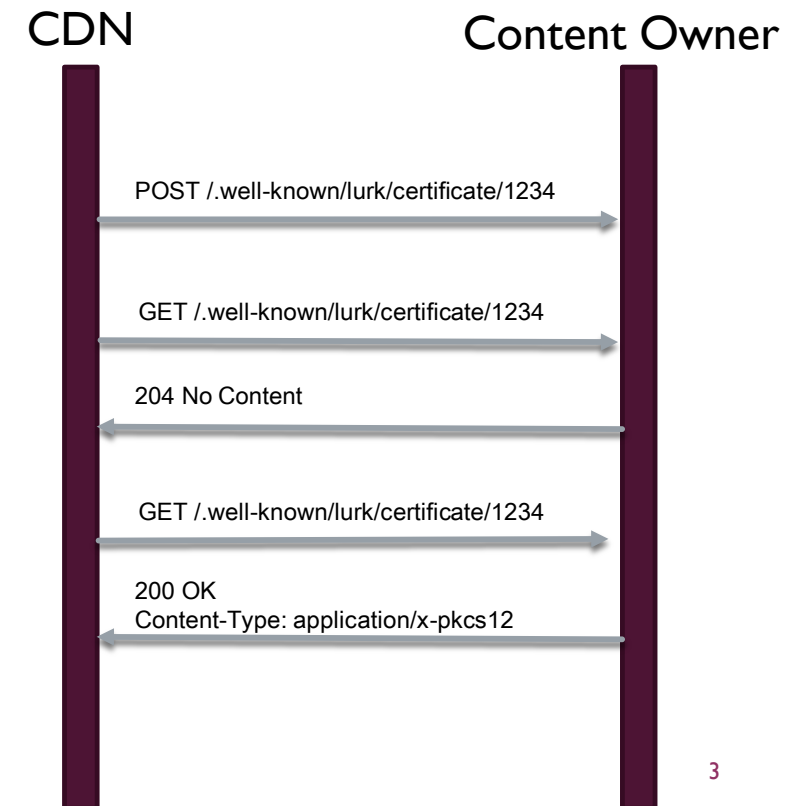 CDN
Content Owner
POST /.well-known/lurk/certificate/1234
GET /.well-known/lurk/certificate/1234
204 No Content
GET /.well-known/lurk/certificate/1234
200 OK
Content-Type: application/x-pkcs12
3